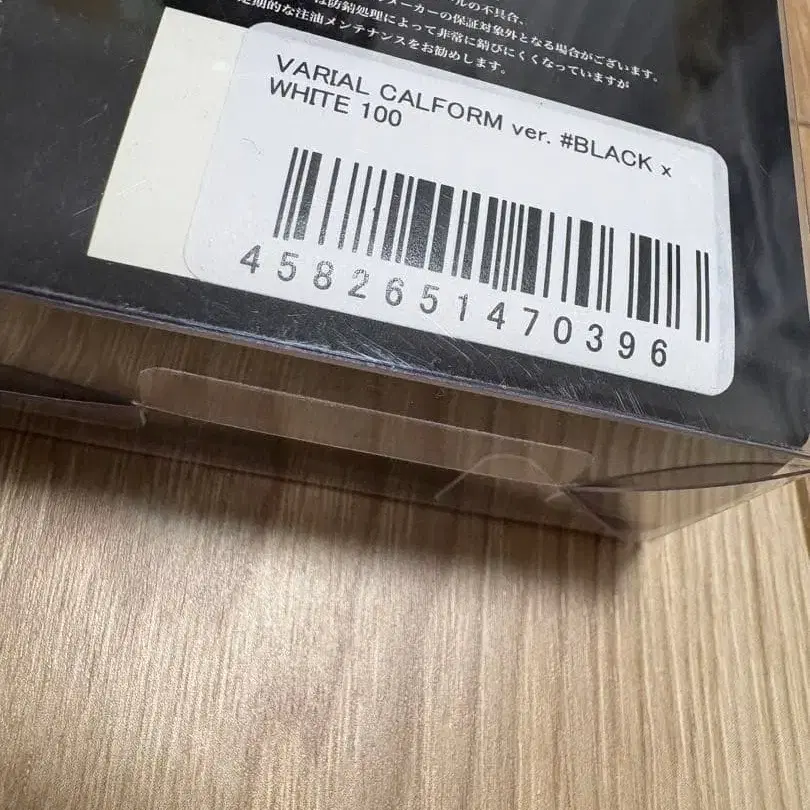 ルの不具合、
メーカーの保証対象外となる場合がございます。
は防錆処理によって非常に錆びにくくなっていますが
定期的な注油メンテナンスをお勧めします。
VARIAL CALFORM ver. #BLACK x
WHITE 100
4582651470396